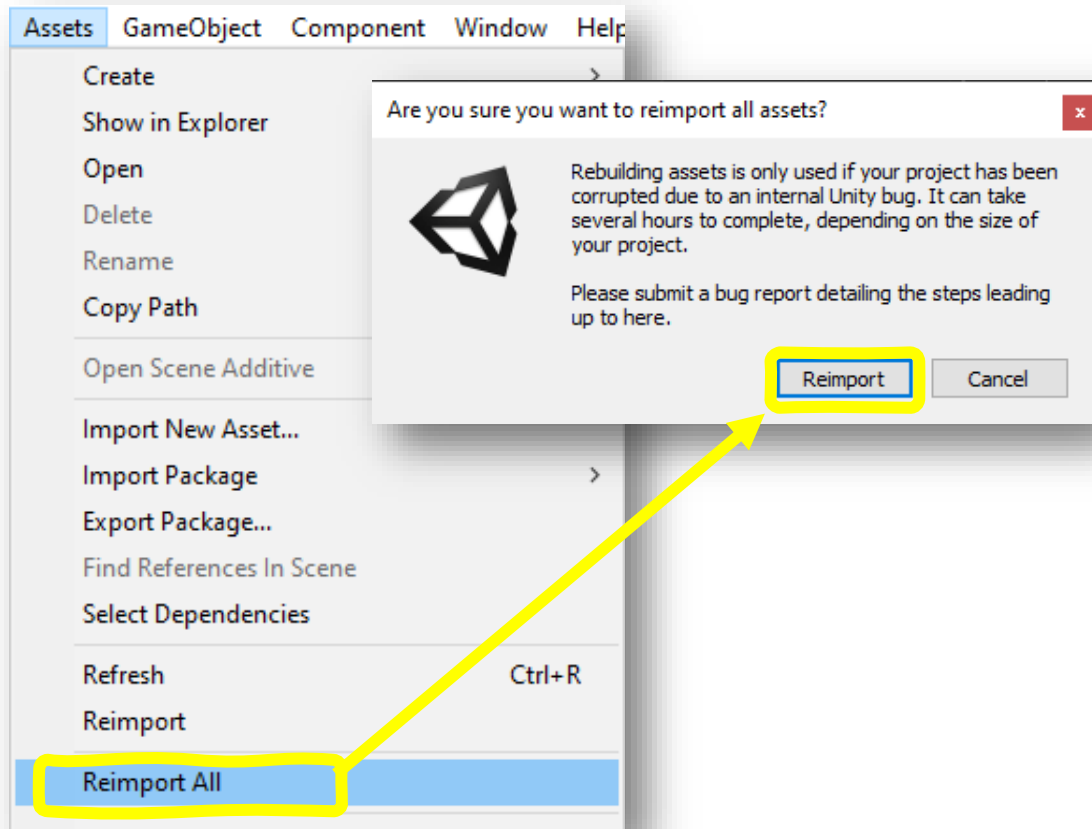 Assets GameObject Component Window Help
Create >
Show in Explorer
Open
Delete
Rename
Copy Path
Open Scene Additive
Import New Asset...
Import Package >
Export Package...
Find References In Scene
Select Dependencies
Refresh Ctrl+R
Reimport
Reimport All
Are you sure you want to reimport all assets?
x
Rebuilding assets is only used if your project has been
corrupted due to an internal Unity bug. It can take
several hours to complete, depending on the size of
your project.
Please submit a bug report detailing the steps leading
up to here.
Reimport Cancel